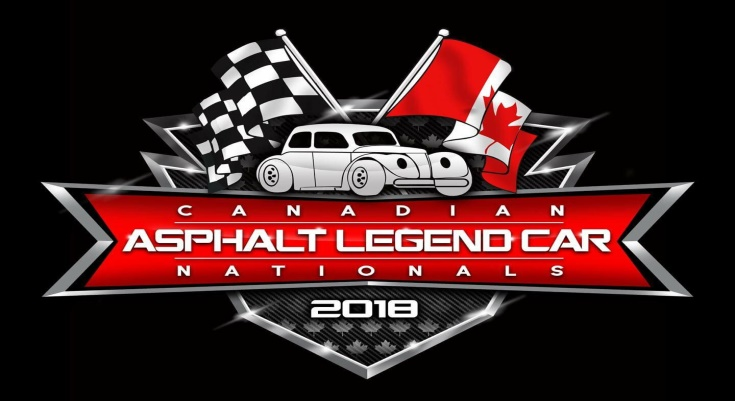 CANADIAN
ASPHALT LEGEND CAR
NATIONALS
2018